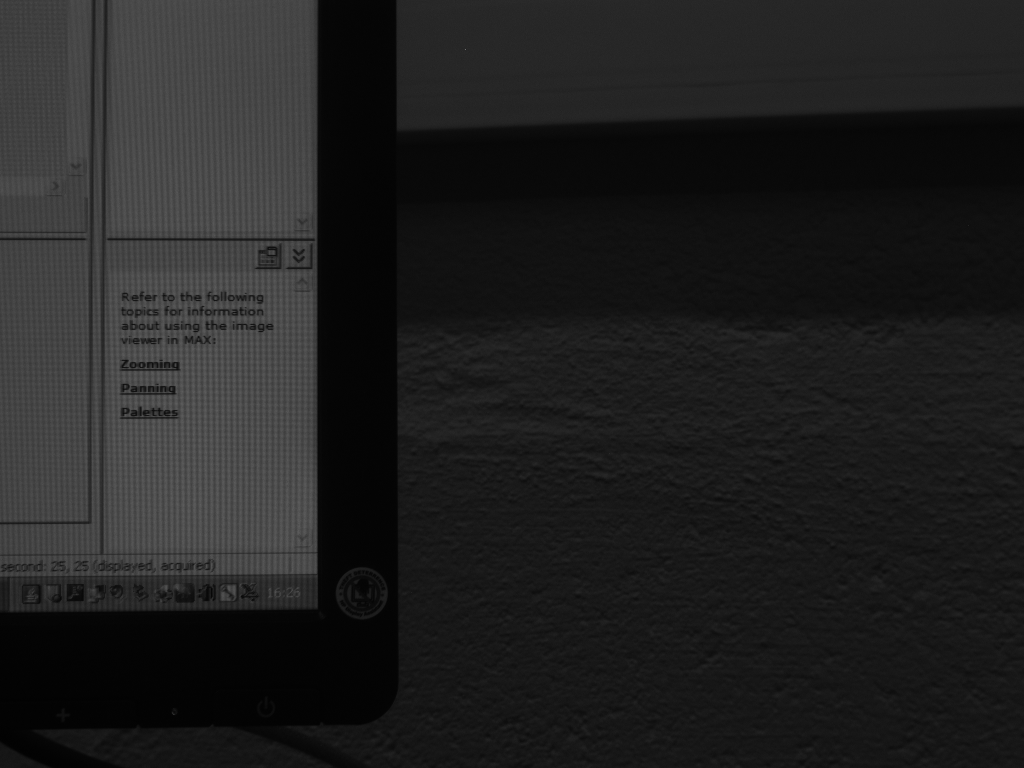 Refer to the following
topics for information
about using the image
viewer in MAX:
Zooming
Panning
Palettes
second: 25, 25 (displayed, acquired)
16:26